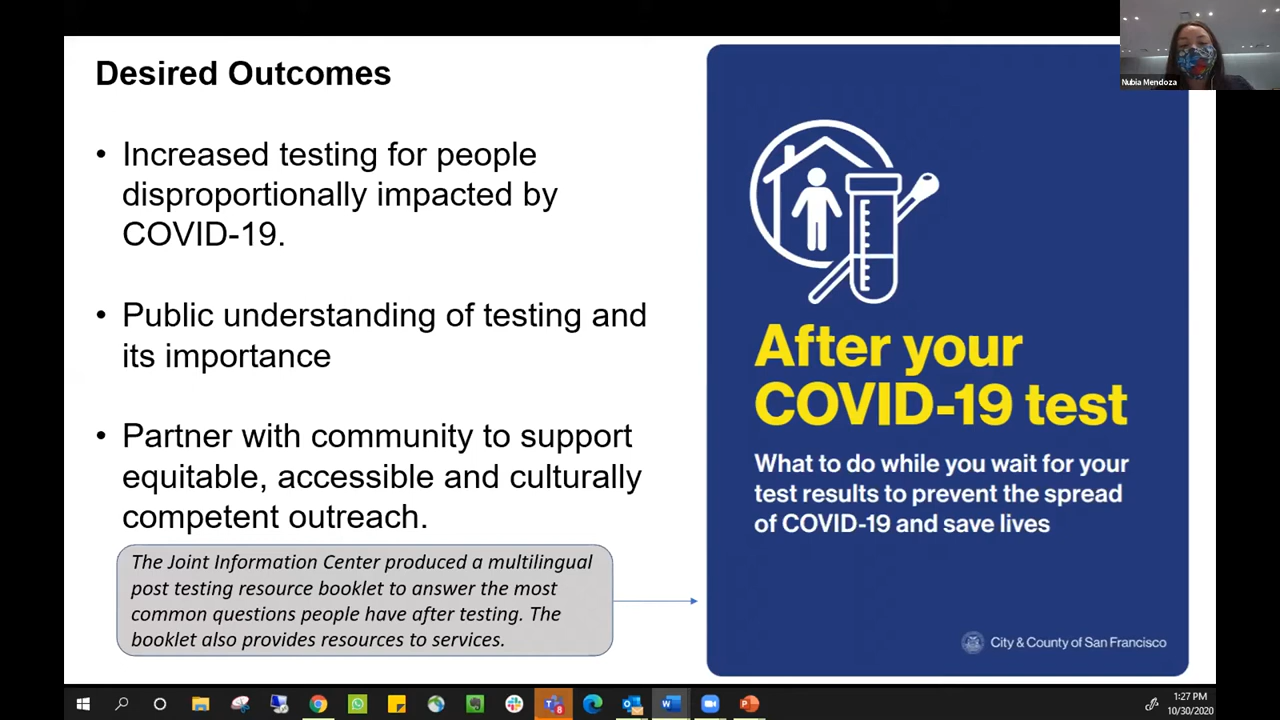 Desired Outcomes
• Increased testing for people
disproportionally impacted by
COVID-19.
• Public understanding of testing and
its importance
• Partner with community to support
equitable, accessible and culturally
competent outreach.
The Joint Information Center produced a multilingual
post testing resource booklet to answer the most
common questions people have after testing. The
booklet also provides resources to services.
After your
COVID-19 test
What to do while you wait for your
test results to prevent the spread
of COVID-19 and save lives
City & County of San Francisco
Nubia Mendoza
1:27 PM
10/30/2020